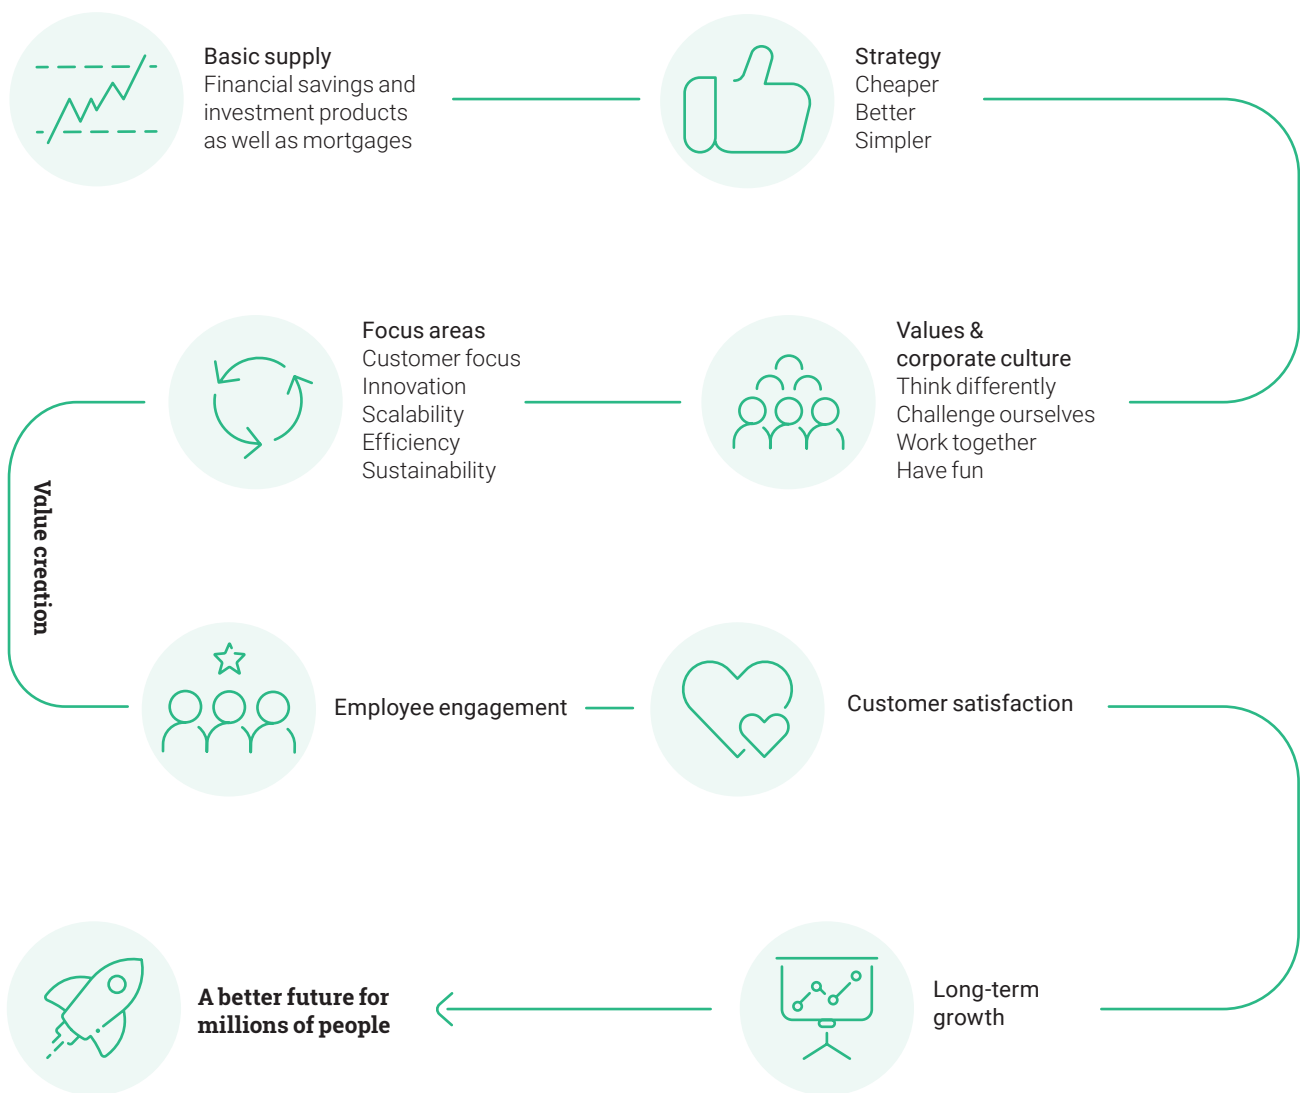 Basic supply
Financial savings and
investment products
as well as mortgages
Strategy
Cheaper
Better
Simpler
Values &
corporate culture
Think differently
Challenge ourselves
Work together
Have fun
Focus areas
Customer focus
Innovation
Scalability
Efficiency
Sustainability
Value creation
Employee engagement
Customer satisfaction
Long-term
growth
A better future for
millions of people